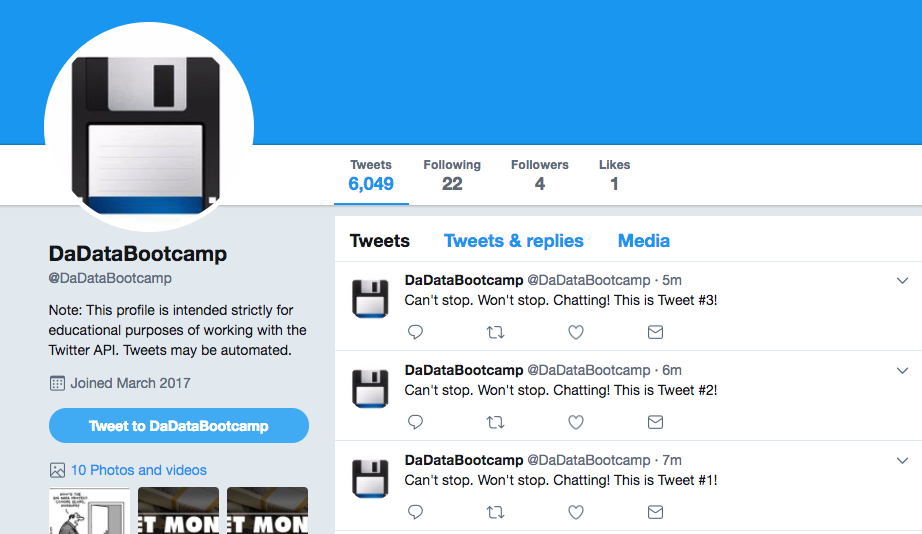 Tweets
6,049
Following
22
Followers
4
Likes
1
DaDataBootcamp
@DaDataBootcamp
Note: This profile is intended strictly for
educational purposes of working with the
Twitter API. Tweets may be automated.
Joined March 2017
Tweet to DaDataBootcamp
10 Photos and videos
ET MON
ET MON
Tweets Tweets & replies Media
DaDataBootcamp @DaDataBootcamp · 5m
Can't stop. Won't stop. Chatting! This is Tweet #3!
DaDataBootcamp @DaDataBootcamp · 6m
Can't stop. Won't stop. Chatting! This is Tweet #2!
DaDataBootcamp @DaDataBootcamp · 7m
Can't stop. Won't stop. Chatting! This is Tweet #1!